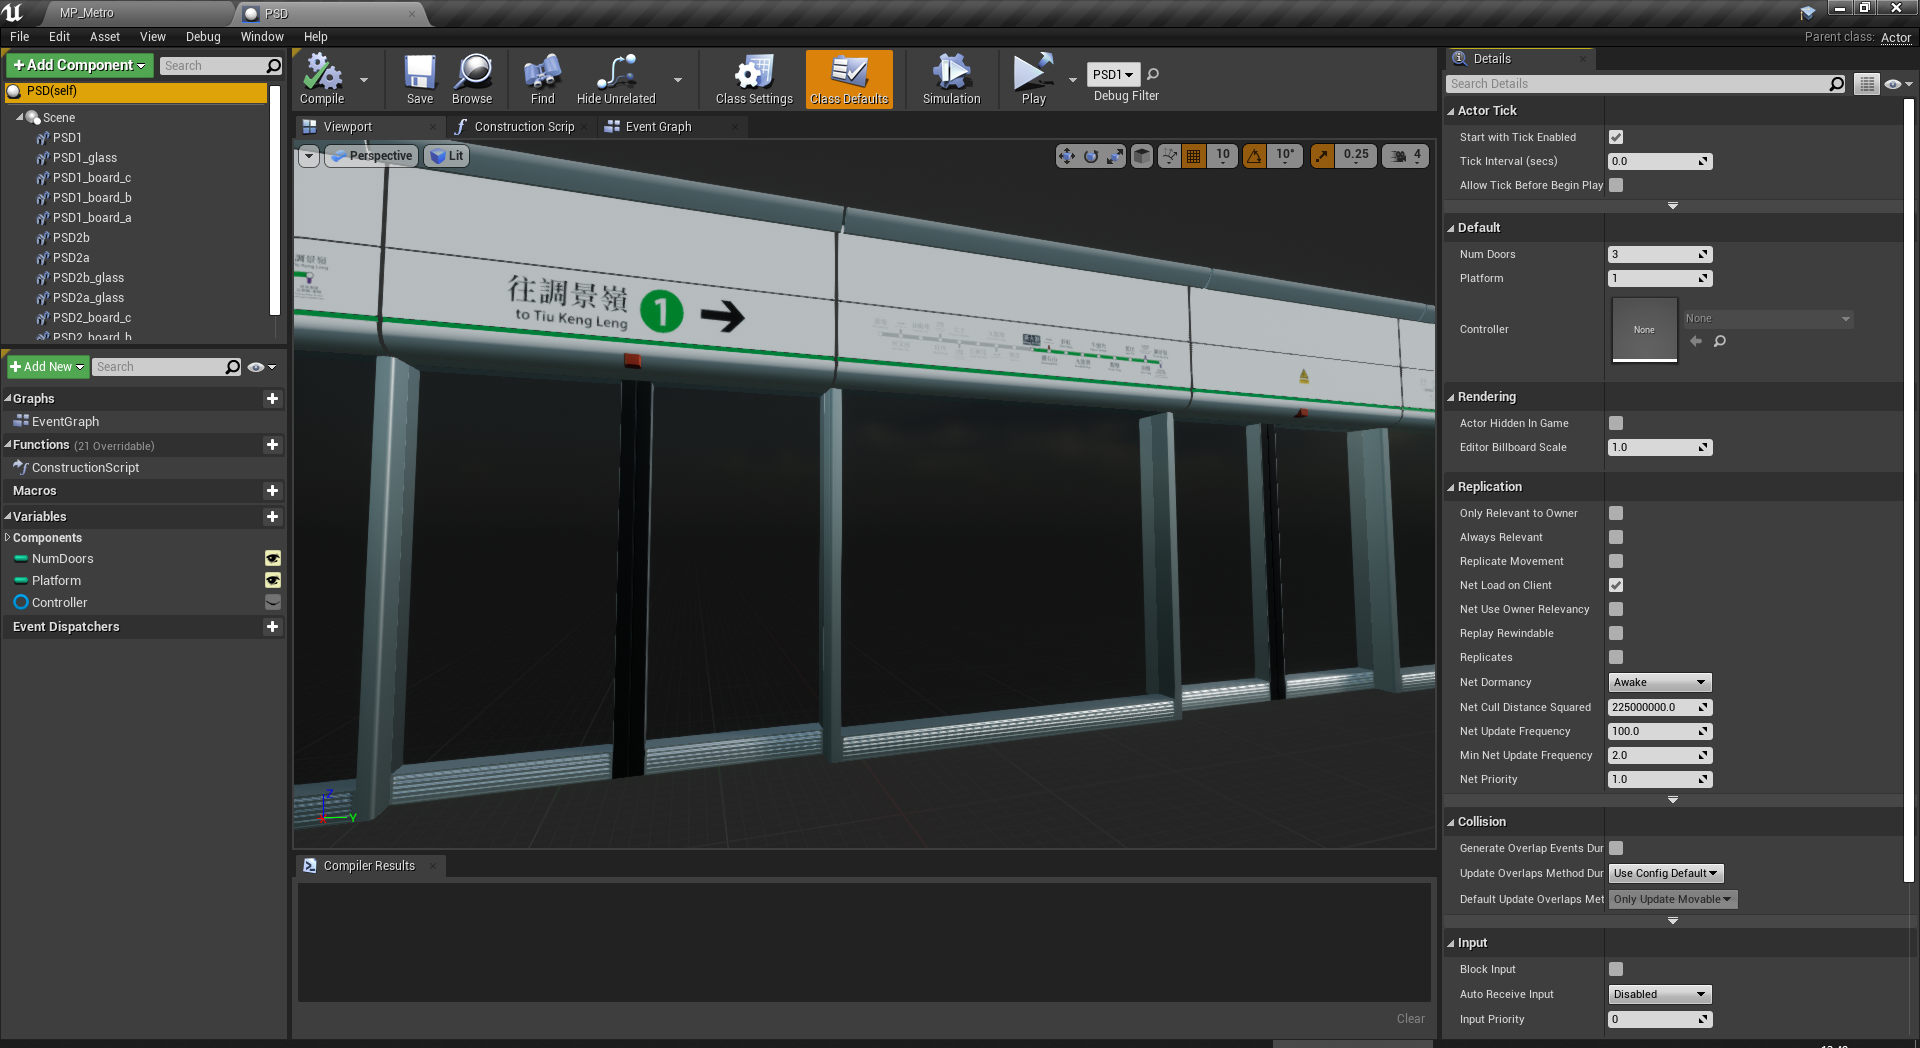 MP_Metro
PSD
File Edit Asset View Debug Window Help
Parent class: Actor
Add Component
Search
PSD(self)
Scene
PSD1
PSD1_glass
PSD1_board_c
PSD1_board_b
PSD1_board_a
PSD2b
PSD2a
PSD2b_glass
PSD2a_glass
PSD2_board_c
PSD2_board_b
Add New
Search
Graphs
EventGraph
Functions (21 Overridable)
ConstructionScript
Macros
Variables
Components
NumDoors
Platform
Controller
Event Dispatchers
Compile
Save
Browse
Find
Hide Unrelated
Class Settings
Class Defaults
Simulation
Play
PSD1
Debug Filter
Viewport
Construction Scrip
Event Graph
Perspective
Lit
10
10°
0.25
4
往調景嶺
to Tiu Keng Leng
1
Z
X
Y
Compiler Results
Clear
Details
Search Details
Actor Tick
Start with Tick Enabled
Tick Interval (secs) 0.0
Allow Tick Before Begin Play
Default
Num Doors 3
Platform 1
Controller None None
Rendering
Actor Hidden In Game
Editor Billboard Scale 1.0
Replication
Only Relevant to Owner
Always Relevant
Replicate Movement
Net Load on Client
Net Use Owner Relevancy
Replay Rewindable
Replicates
Net Dormancy Awake
Net Cull Distance Squared 225000000.0
Net Update Frequency 100.0
Min Net Update Frequency 2.0
Net Priority 1.0
Collision
Generate Overlap Events Dur
Update Overlaps Method Dur Use Config Default
Default Update Overlaps Met Only Update Movable
Input
Block Input
Auto Receive Input Disabled
Input Priority 0